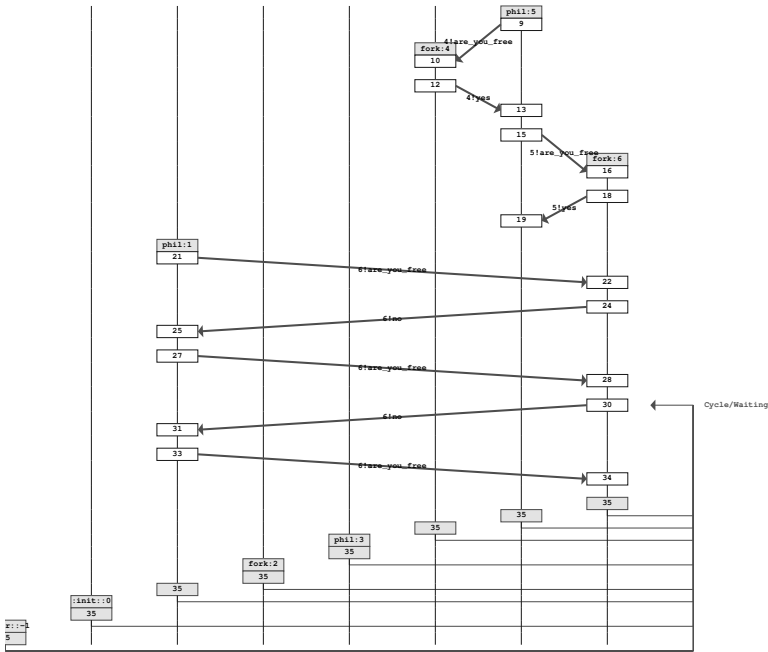 phil:5
9
4!are_you_free
fork:4
10
12
4!yes
13
15
5!are_you_free
fork:6
16
18
5!yes
19
phil:1
21
6!are_you_free
22
24
6!no
25
27
6!are_you_free
28
30
Cycle/Waiting
6!no
31
33
6!are_you_free
34
35
35
35
phil:3
35
fork:2
35
35
:init::0
35
r::-1
5